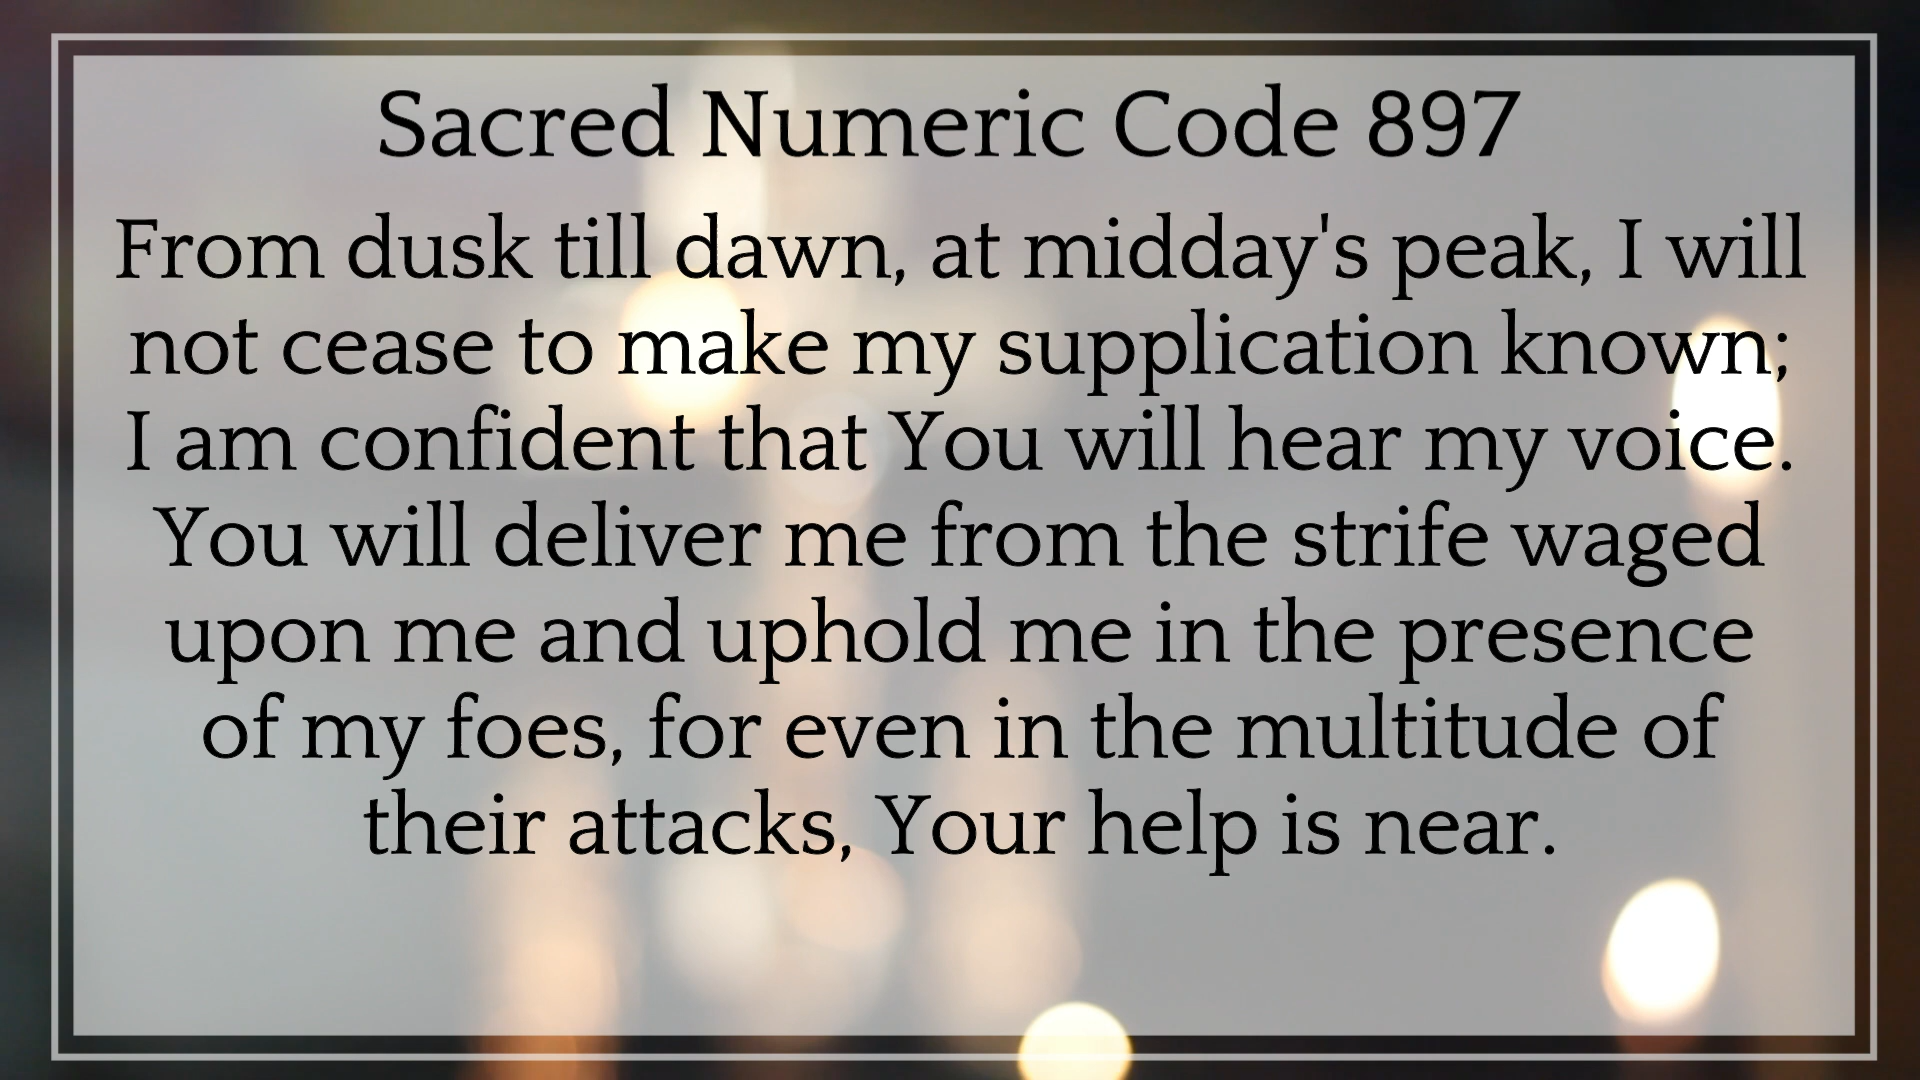 Sacred Numeric Code 897
From dusk till dawn, at midday's peak, I will
not cease to make my supplication known;
I am confident that You will hear my voice.
You will deliver me from the strife waged
upon me and uphold me in the presence
of my foes, for even in the multitude of
their attacks, Your help is near.